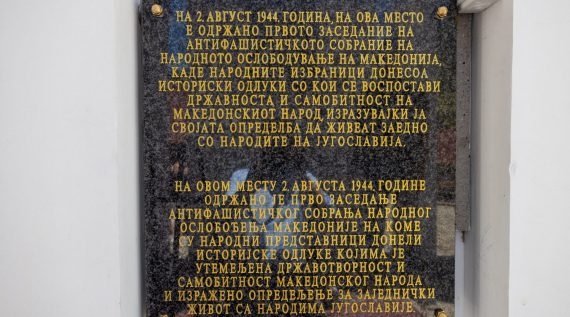 НА 2. АВГУСТ 1944. ГОДИНА, НА ОВА МЕСТО
Е ОДРЖАНО ПРВОТО ЗАСЕДАНИЕ НА
АНТИФАШИСТИЧКОТО СОБРАНИЕ НА
НАРОДНОТО ОСЛОБОДУВАЊЕ НА МАКЕДОНИЈА,
КАДЕ НАРОДНИТЕ ИЗБРАНИЦИ ДОНЕСОА
ИСТОРИСКИ ОДЛУКИ СО КОИ СЕ ВОСПОСТАВИ
ДРЖАВНОСТА И САМОБИТНОСТ НА
МАКЕДОНСКИОТ НАРОД, ИЗРАЗУВАЈКИ ЈА
СВОЈАТА ОПРЕДЕЛБА ДА ЖИВЕАТ ЗАЕДНО
СО НАРОДИТЕ НА ЈУГОСЛАВИЈА.
НА ОВОМ МЕСТУ 2. АВГУСТА 1944. ГОДИНЕ
ОДРЖАНО ЈЕ ПРВО ЗАСЕДАЊЕ
АНТИФАШИСТИЧКОГ СОБРАЊА НАРОДНОГ
ОСЛОБОЂЕЊА МАКЕДОНИЈЕ НА КОМЕ
СУ НАРОДНИ ПРЕДСТАВНИЦИ ДОНЕЛИ
ИСТОРИЈСКЕ ОДЛУКЕ КОЈИМА ЈЕ
УТЕМЕЉЕНА ДРЖАВОТВОРНОСТ И
САМОБИТНОСТ МАКЕДОНСКОГ НАРОДА
И ИЗРАЖЕНО ОПРЕДЕЉЕЊЕ ЗА ЗАЈЕДНИЧКИ
ЖИВОТ СА НАРОДИМА ЈУГОСЛАВИЈЕ.